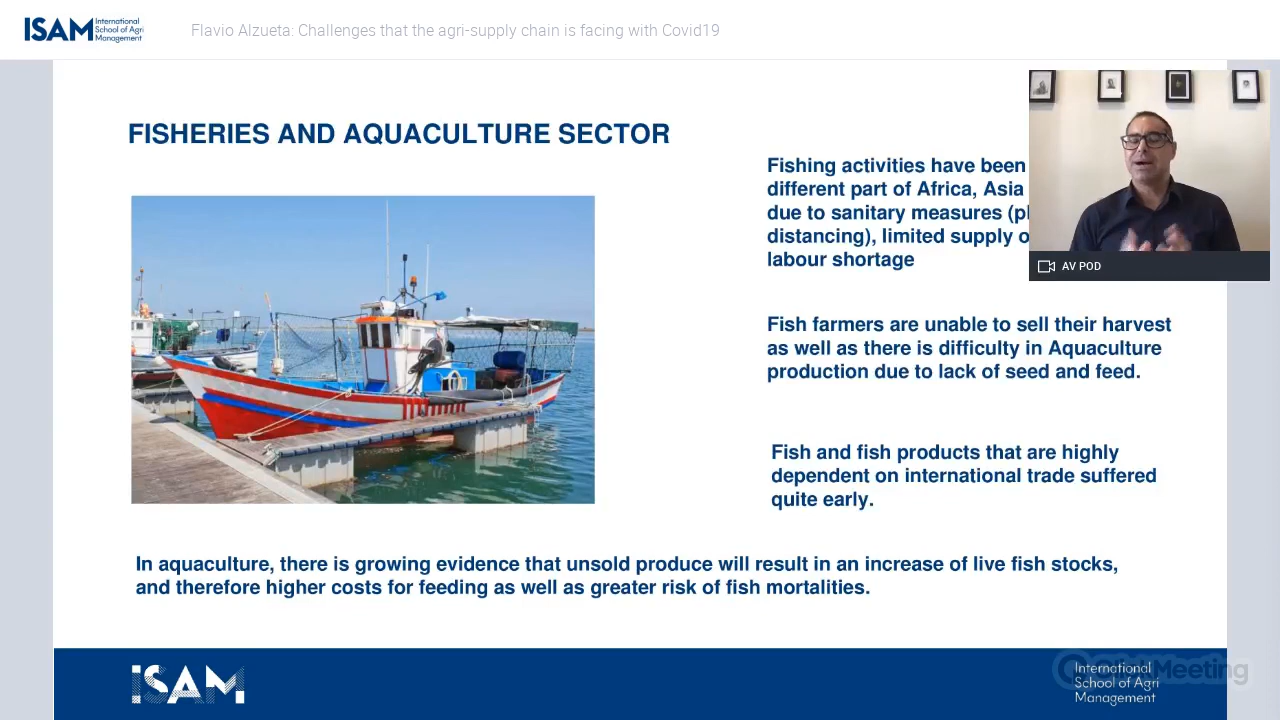 ISAM
International
School of Agri
Management
Flavio Alzueta: Challenges that the agri-supply chain is facing with Covid19
FISHERIES AND AQUACULTURE SECTOR
Fishing activities have been
different part of Africa, Asia
due to sanitary measures
distancing), limited supply
labour shortage
AV POD
Fish farmers are unable to sell their harvest
as well as there is difficulty in Aquaculture
production due to lack of seed and feed.
Fish and fish products that are highly
dependent on international trade suffered
quite early.
In aquaculture, there is growing evidence that unsold produce will result in an increase of live fish stocks,
and therefore higher costs for feeding as well as greater risk of fish mortalities.
ISAM
International
School of Agri
Management
ClickMeeting